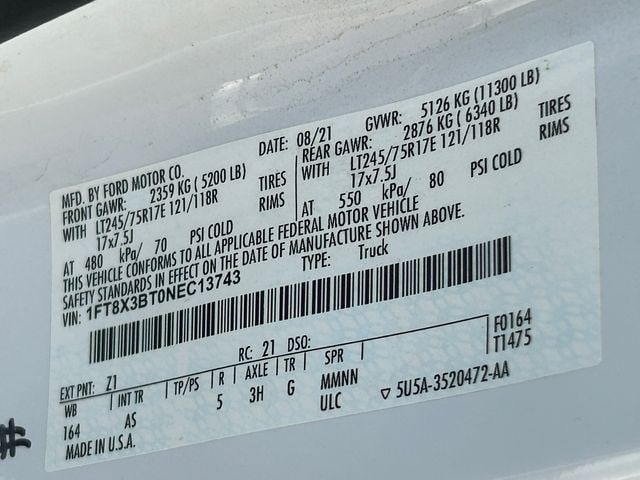 MFD. BY FORD MOTOR CO.
DATE: 08/21
GVWR: 5126 KG (11300 LB)
FRONT GAWR: 2359 KG ( 5200 LB)
REAR GAWR: 2876 KG ( 6340 LB)
WITH LT245/75R17E 121/118R TIRES
WITH LT245/75R17E 121/118R TIRES
17x7.5J RIMS
17x7.5J RIMS
AT 480 kPa/ 70 PSI COLD
AT 550 kPa/ 80 PSI COLD
THIS VEHICLE CONFORMS TO ALL APPLICABLE FEDERAL MOTOR VEHICLE
SAFETY STANDARDS IN EFFECT ON THE DATE OF MANUFACTURE SHOWN ABOVE.
VIN: 1FT8X3BT0NEC13743
TYPE: Truck
F0164
T1475
EXT PNT: Z1 RC: 21 DSO:
WB INT TR TP/PS R AXLE TR SPR
164 AS 5 3H G MMNN
ULC
5U5A-3520472-AA
MADE IN U.S.A.
#